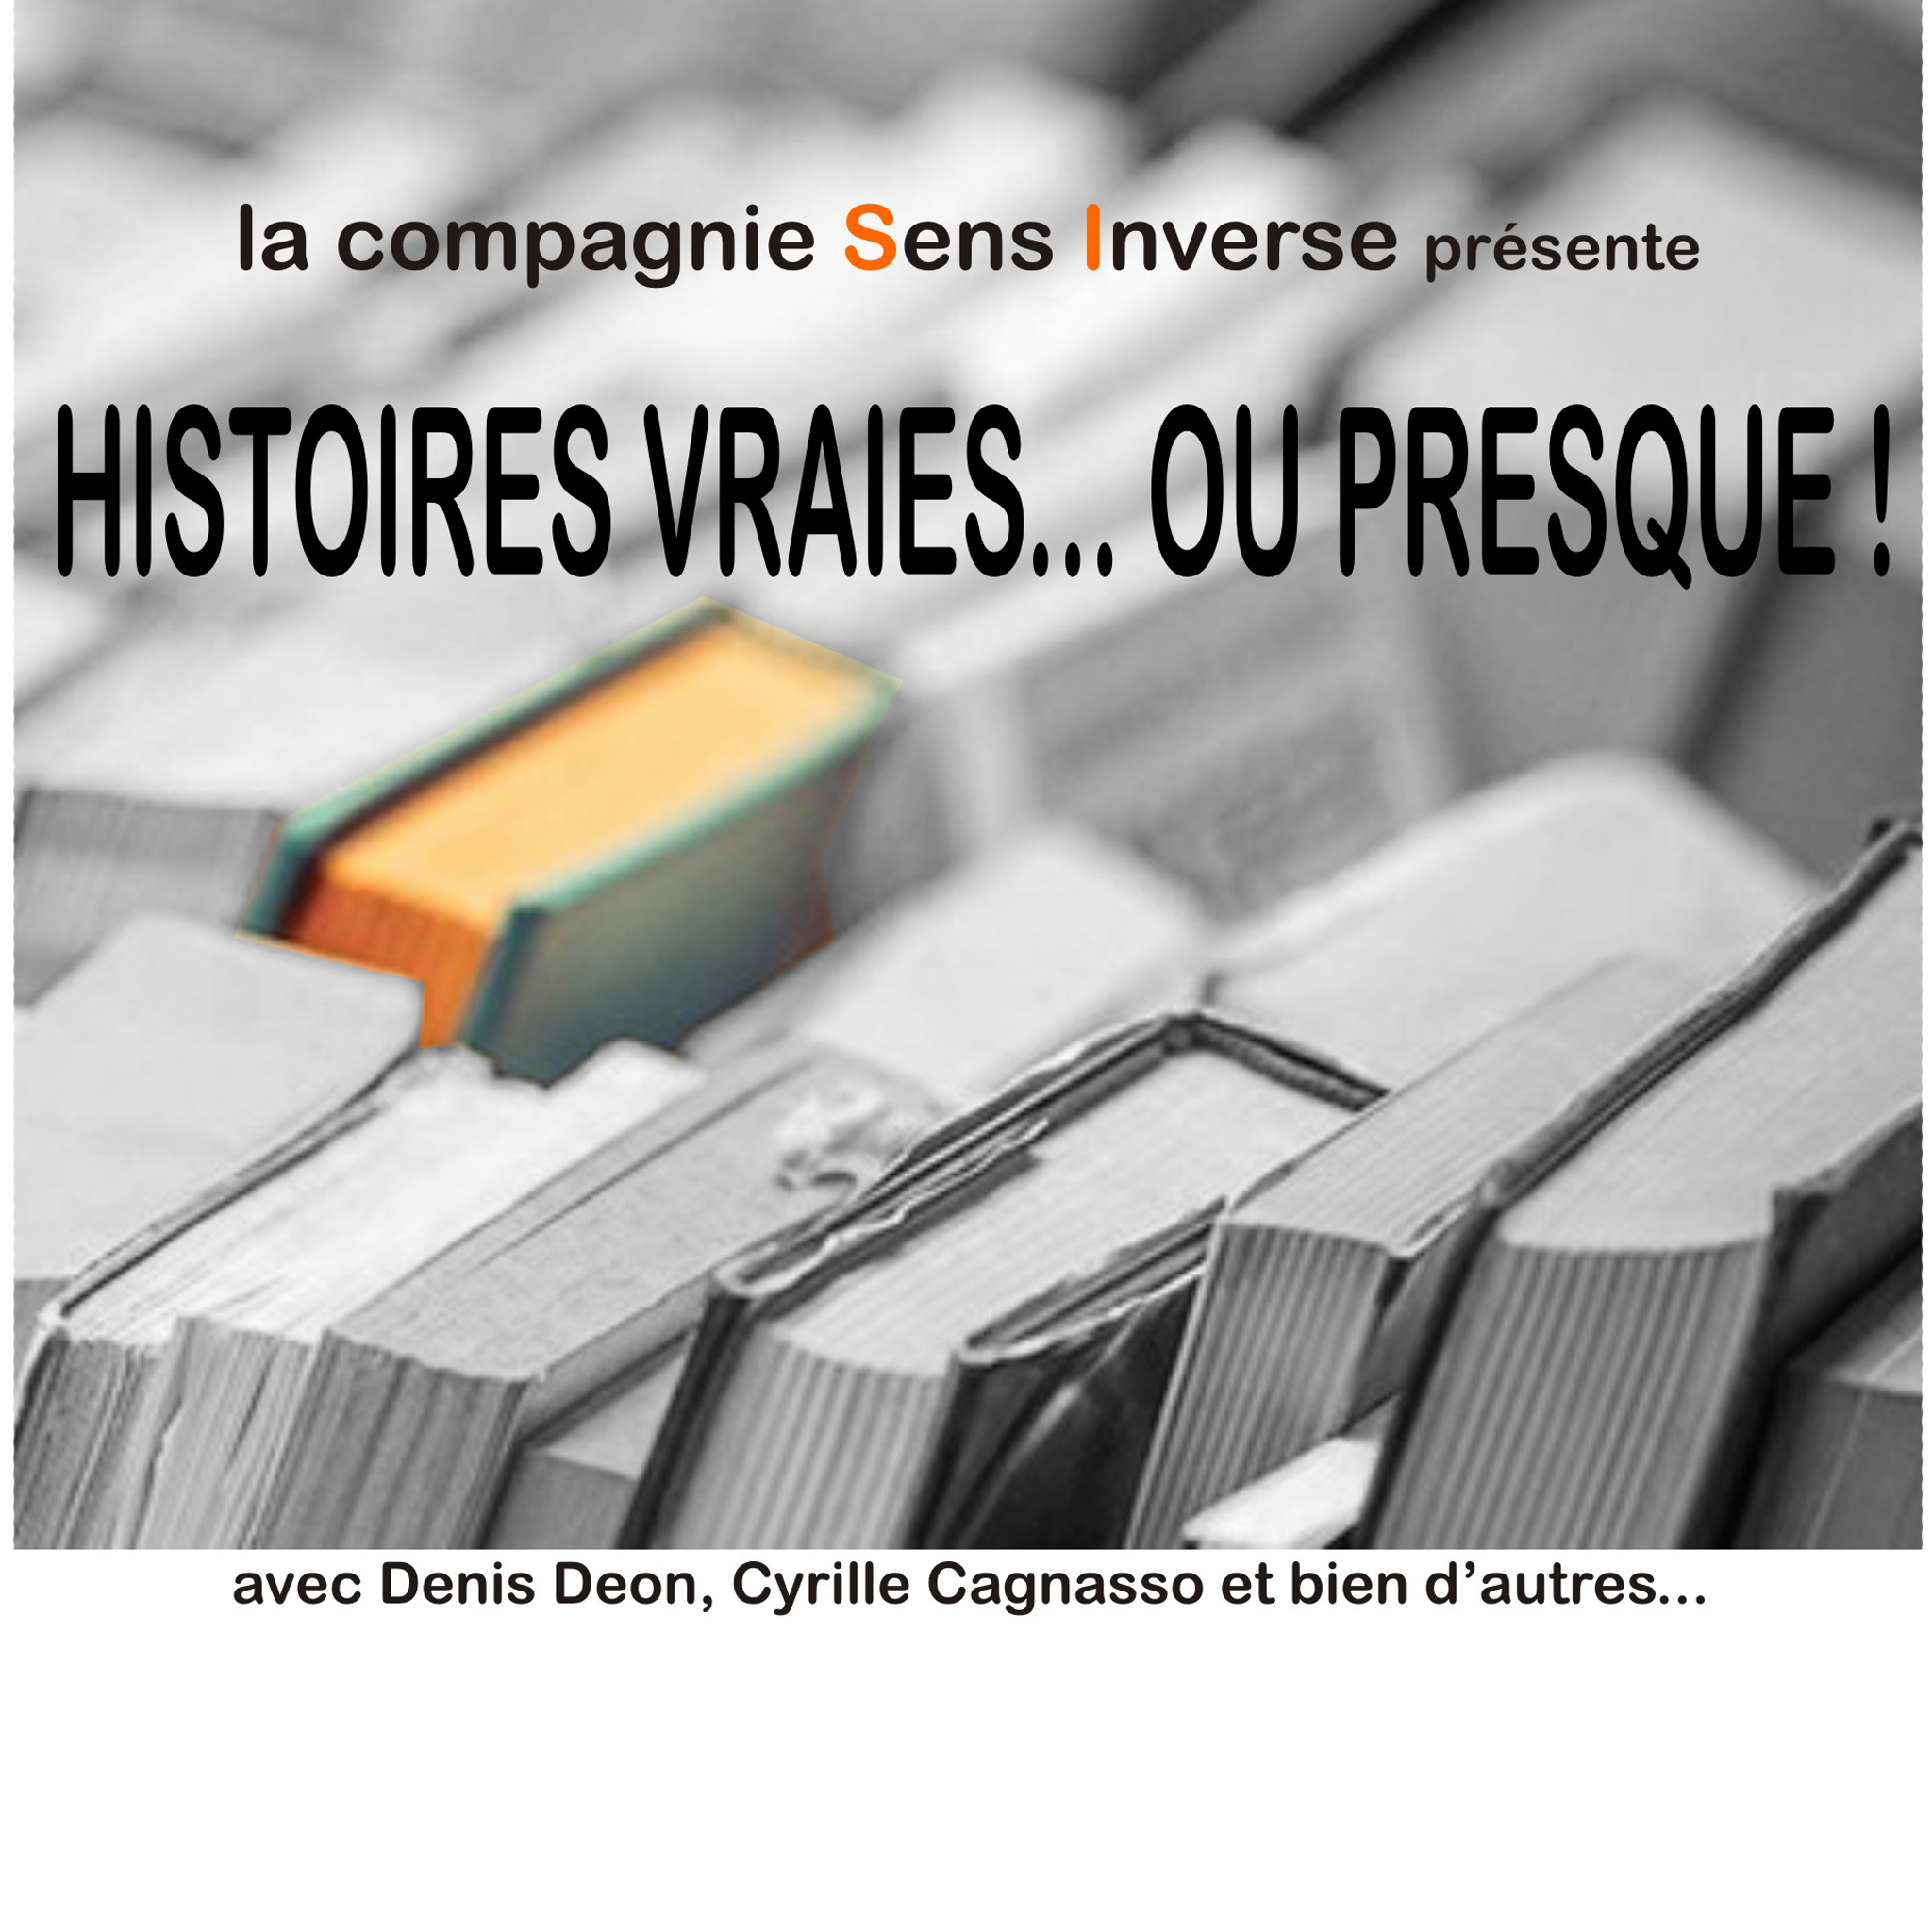 la compagnie Sens Inverse présente
HISTOIRES VRAIES... OU PRESQUE !
avec Denis Deon, Cyrille Cagnasso et bien d’autres...